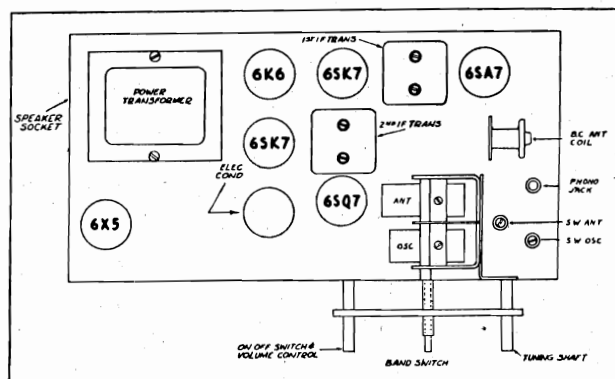 1ST IF TRANS
6K6
6SK7
6SA7
POWER
TRANSFORMER
SPEAKER
SOCKET
6SK7
2ND IF TRANS
B.C ANT
COIL
ELEC
COND
PHONO
JACK
6SQ7
ANT
SW ANT
6X5
OSC
SW OSC
ON OFF SWITCH &
VOLUME CONTROL
BAND SWITCH
TUNING SHAFT